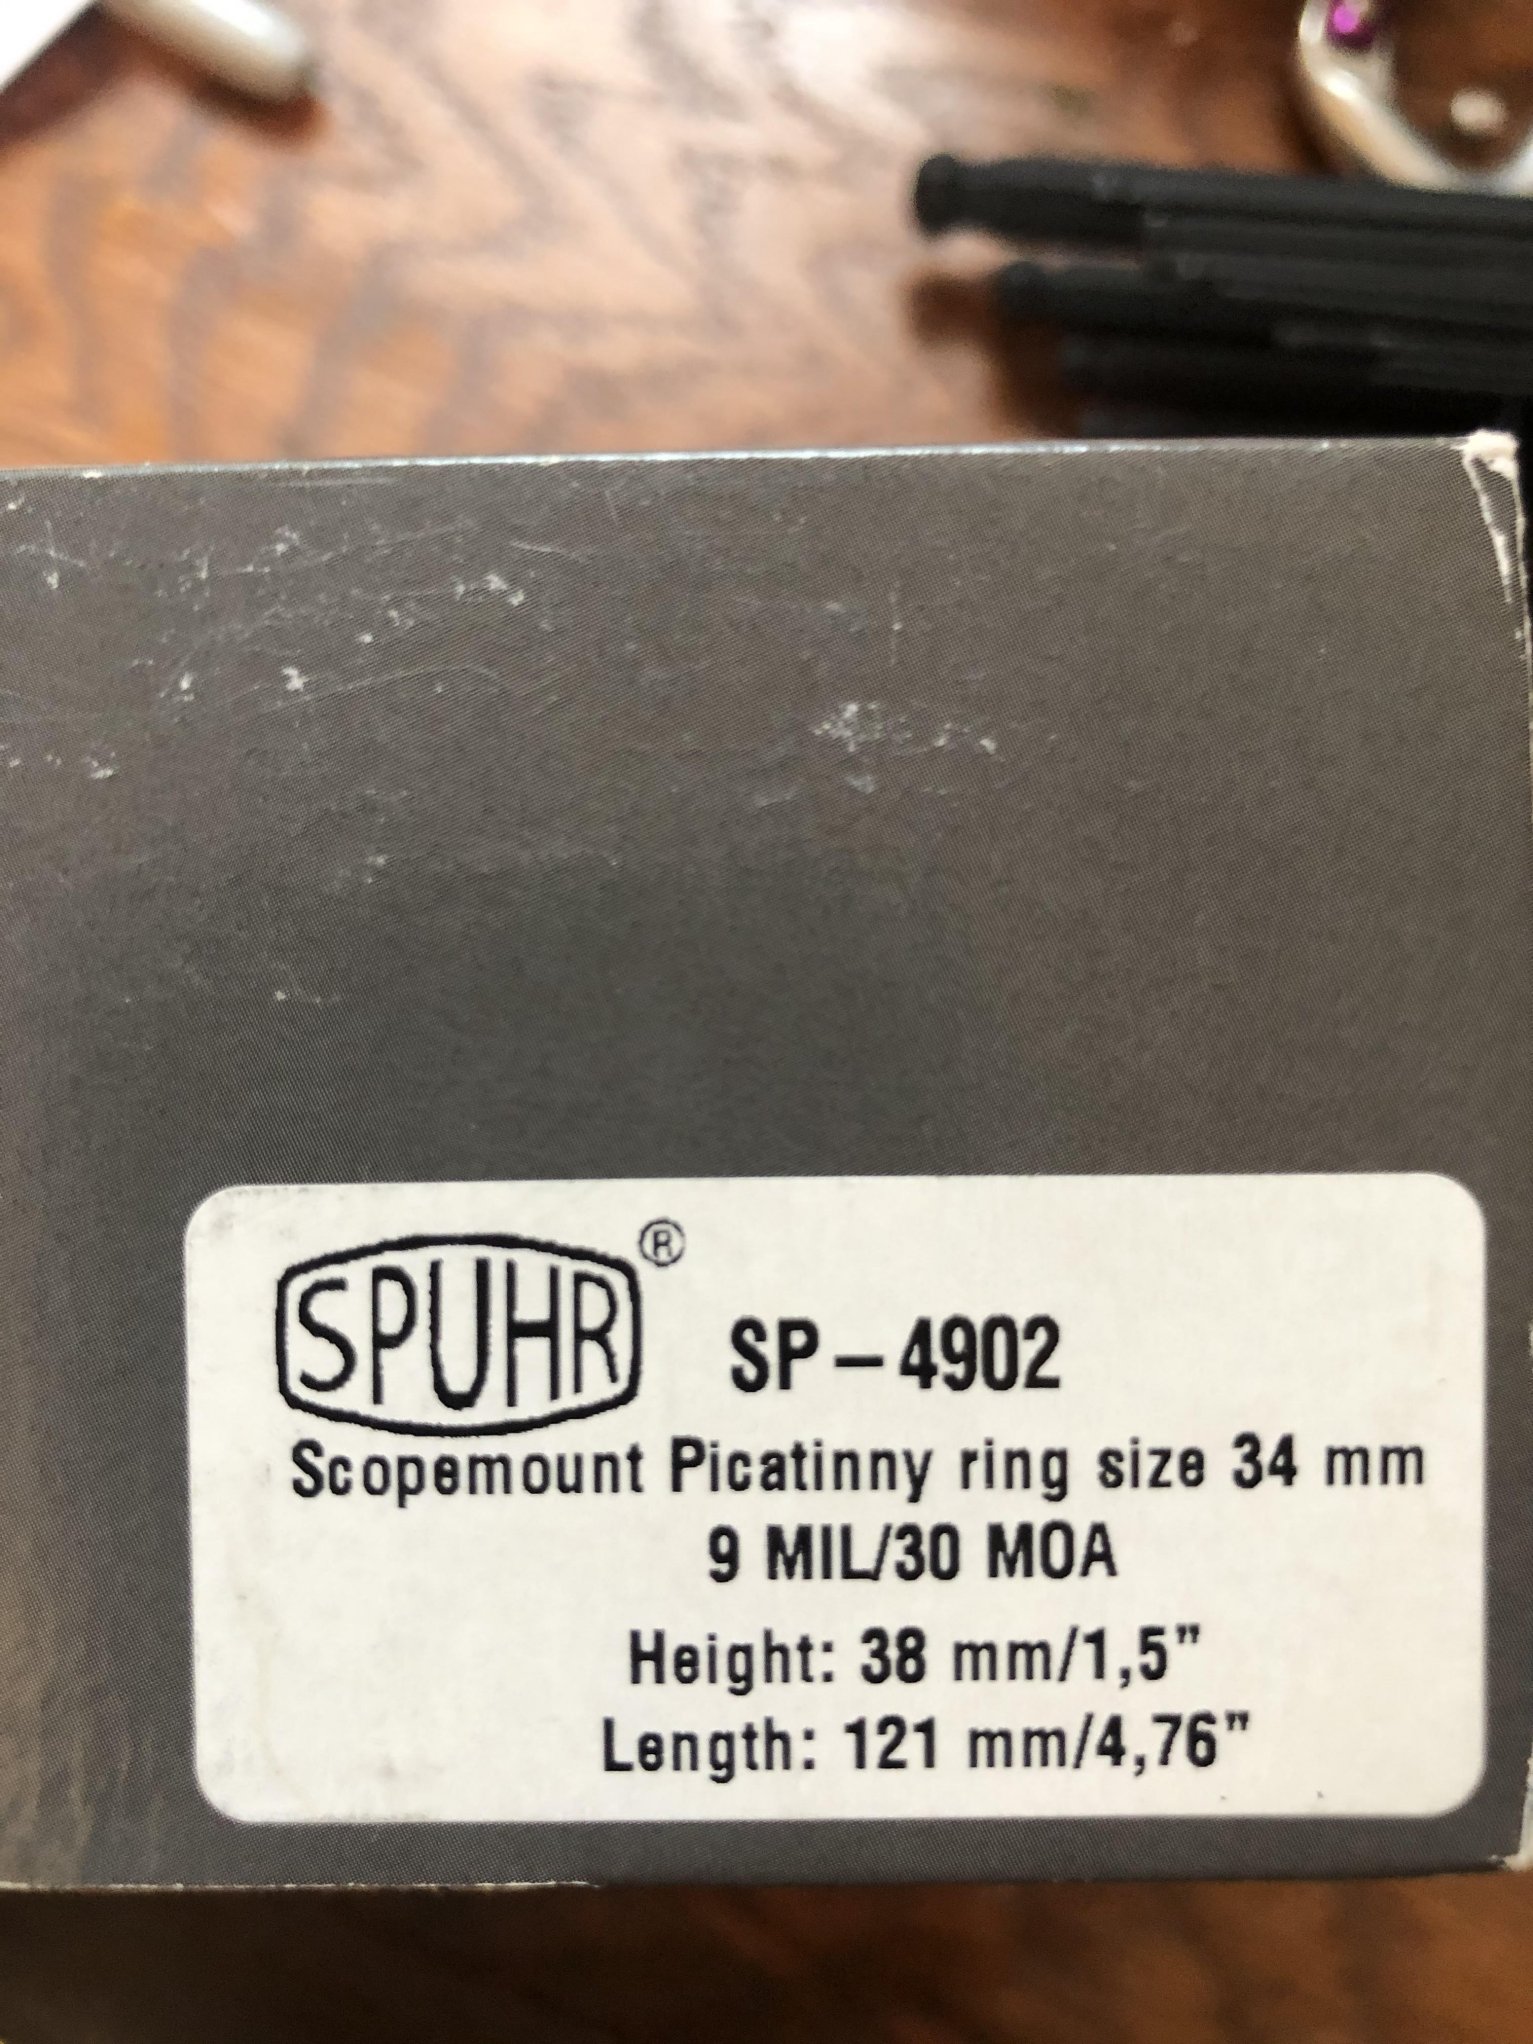 SPUHR® SP-4902
Scopemount Picatinny ring size 34 mm
9 MIL/30 MOA
Height: 38 mm/1,5"
Length: 121 mm/4,76"